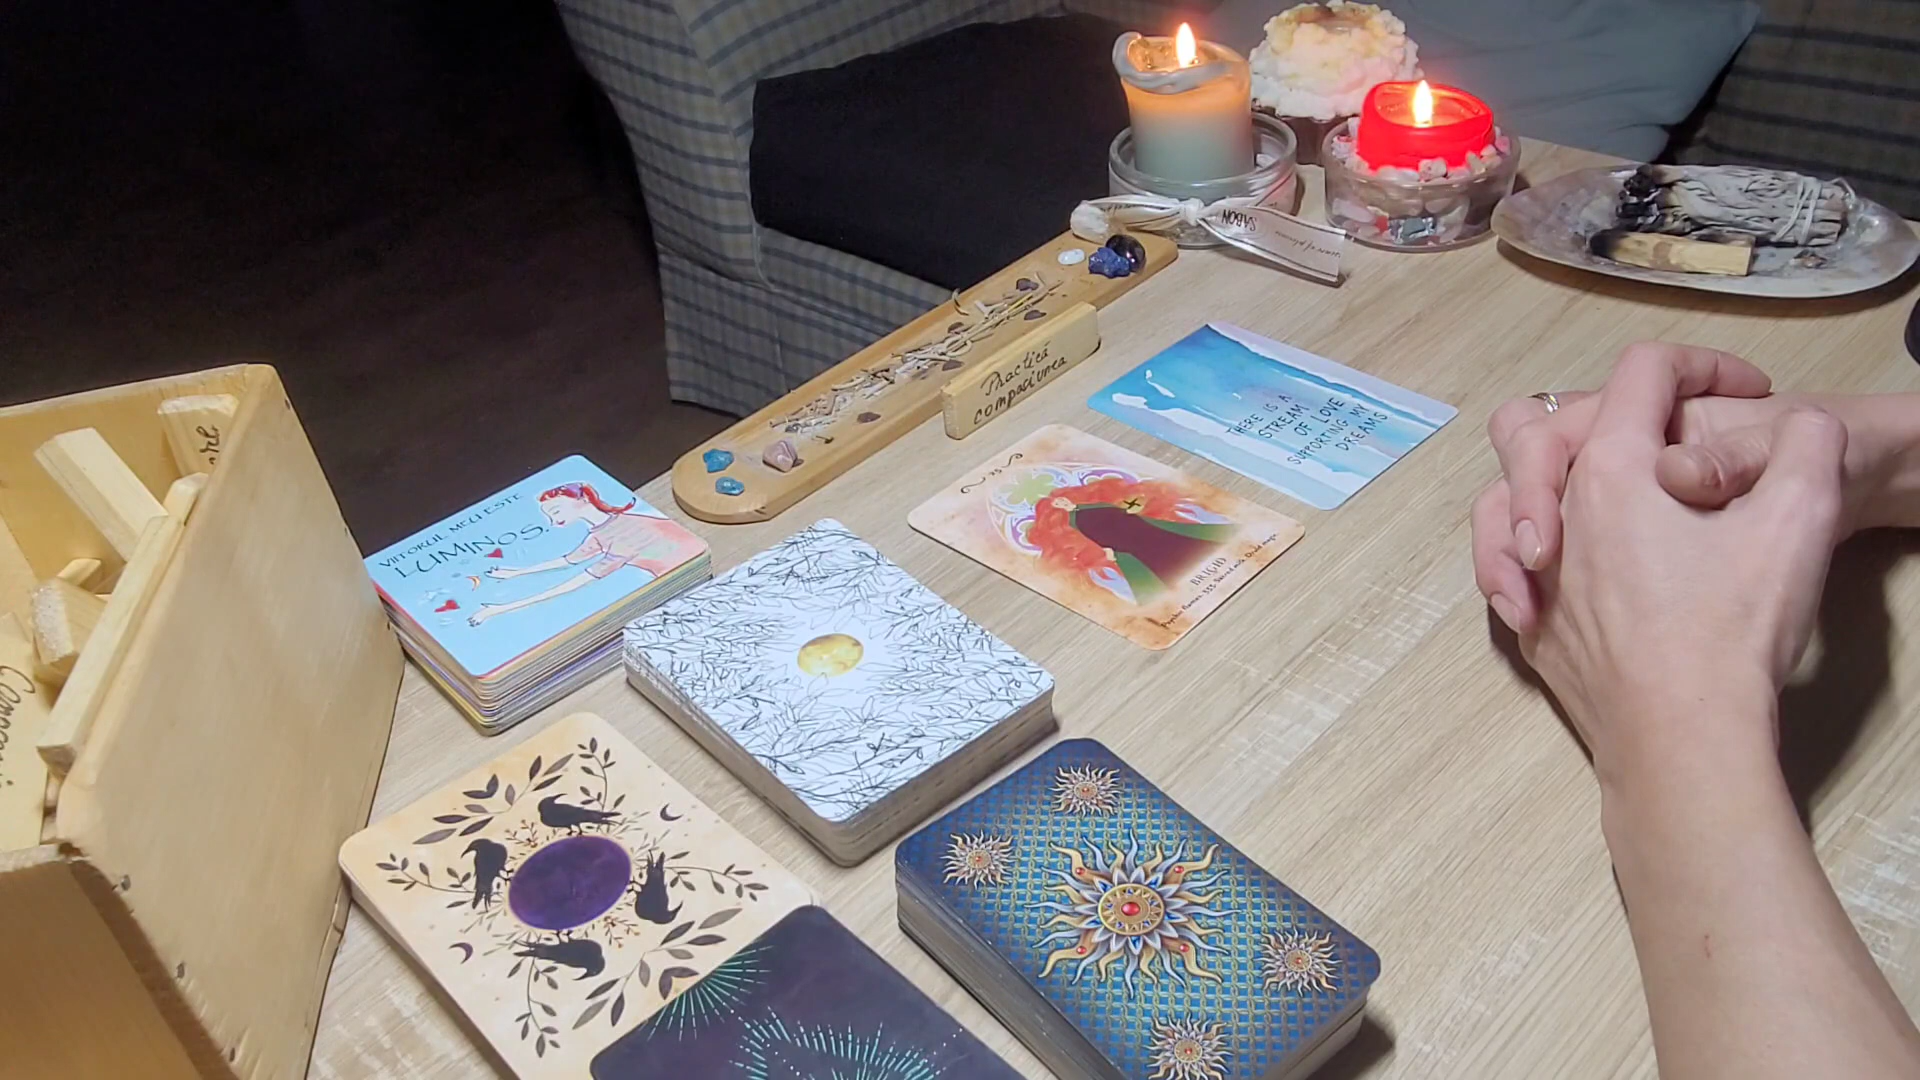 SABON
Practică
compasiunea
THERE IS A
STREAM
OF LOVE
SUPPORTING MY
DREAMS
VIITORUL MEU ESTE
LUMINOS.
BRIGID